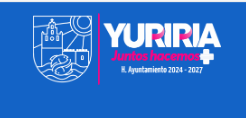 YURIRIA
Juntos hacemos
H. Ayuntamiento 2024 - 2027